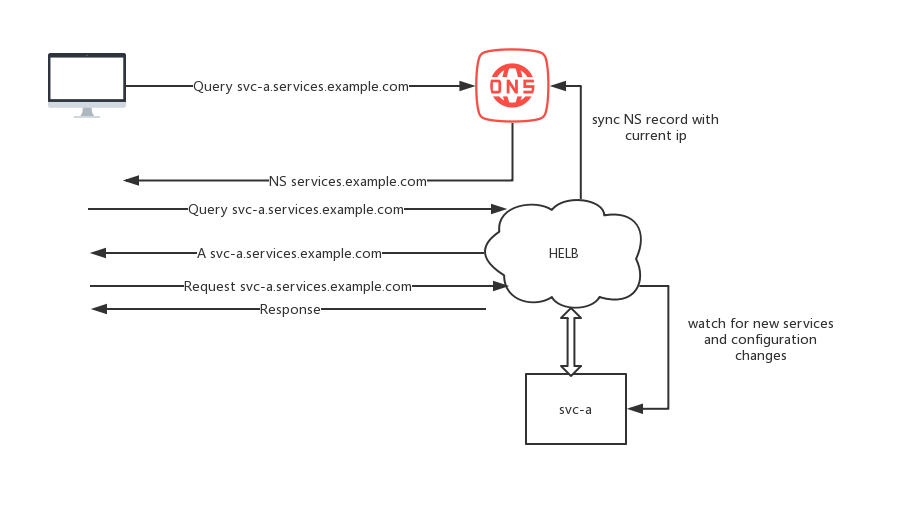 Query svc-a.services.example.com
DNS
sync NS record with
current ip
NS services.example.com
Query svc-a.services.example.com
A svc-a.services.example.com
HELB
Request svc-a.services.example.com
Response
watch for new services
and configuration
changes
svc-a